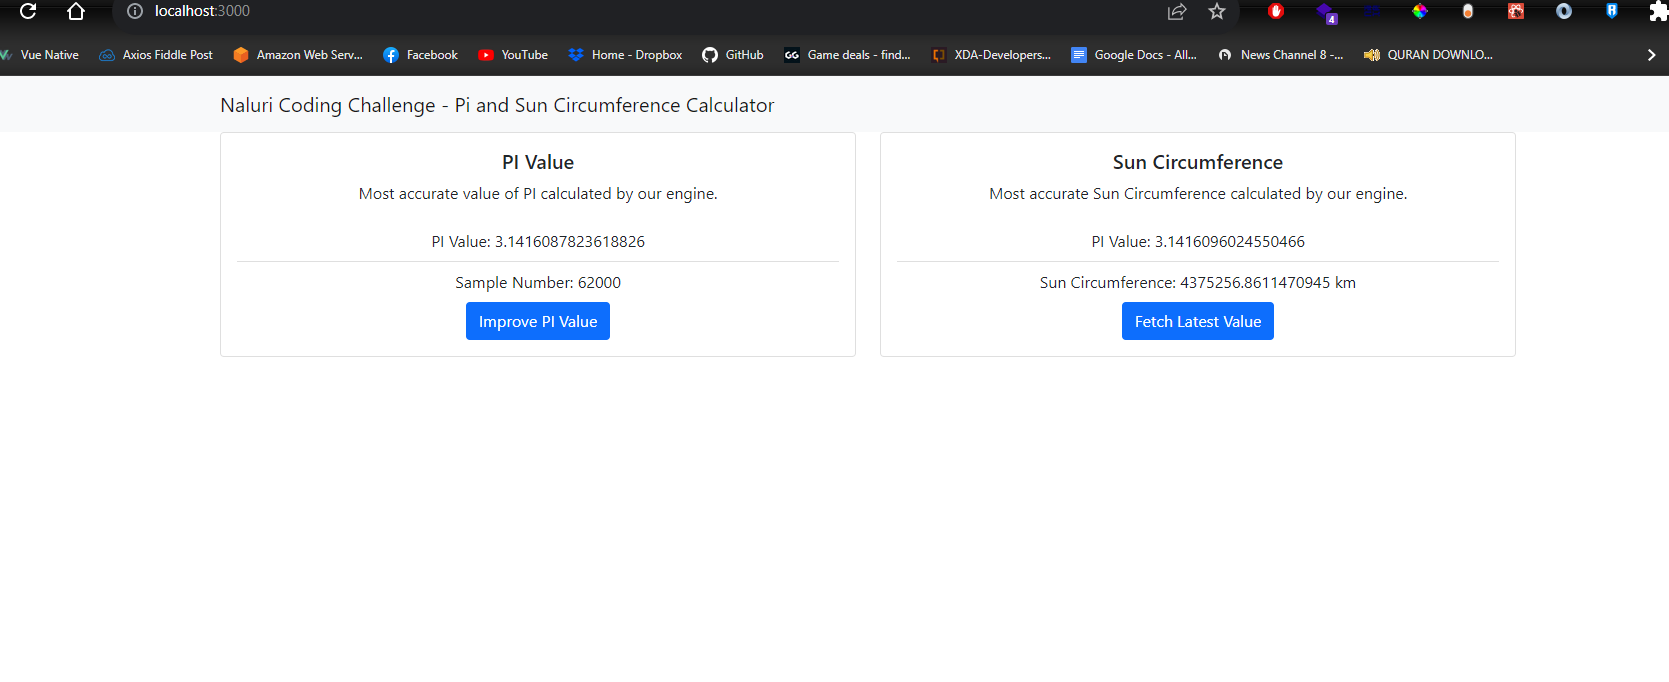 localhost:3000
4
Vue Native Axios Fiddle Post Amazon Web Serv... Facebook YouTube Home - Dropbox GitHub GG Game deals - find... XDA-Developers... Google Docs - All... News Channel 8 -... QURAN DOWNLO...
Naluri Coding Challenge - Pi and Sun Circumference Calculator
PI Value
Most accurate value of PI calculated by our engine.
PI Value: 3.1416087823618826
Sample Number: 62000
Improve PI Value
Sun Circumference
Most accurate Sun Circumference calculated by our engine.
PI Value: 3.1416096024550466
Sun Circumference: 4375256.8611470945 km
Fetch Latest Value